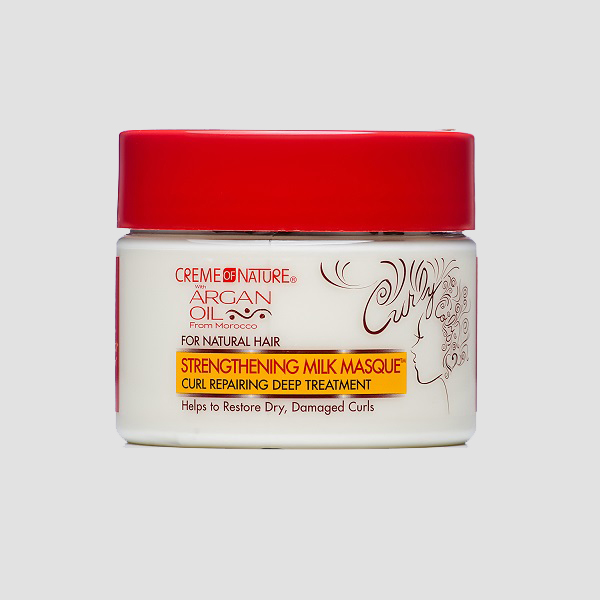 CREME OF NATURE®
With
ARGAN
OIL
From Morocco
Curly
FOR NATURAL HAIR
STRENGTHENING MILK MASQUE™
CURL REPAIRING DEEP TREATMENT
Helps to Restore Dry, Damaged Curls